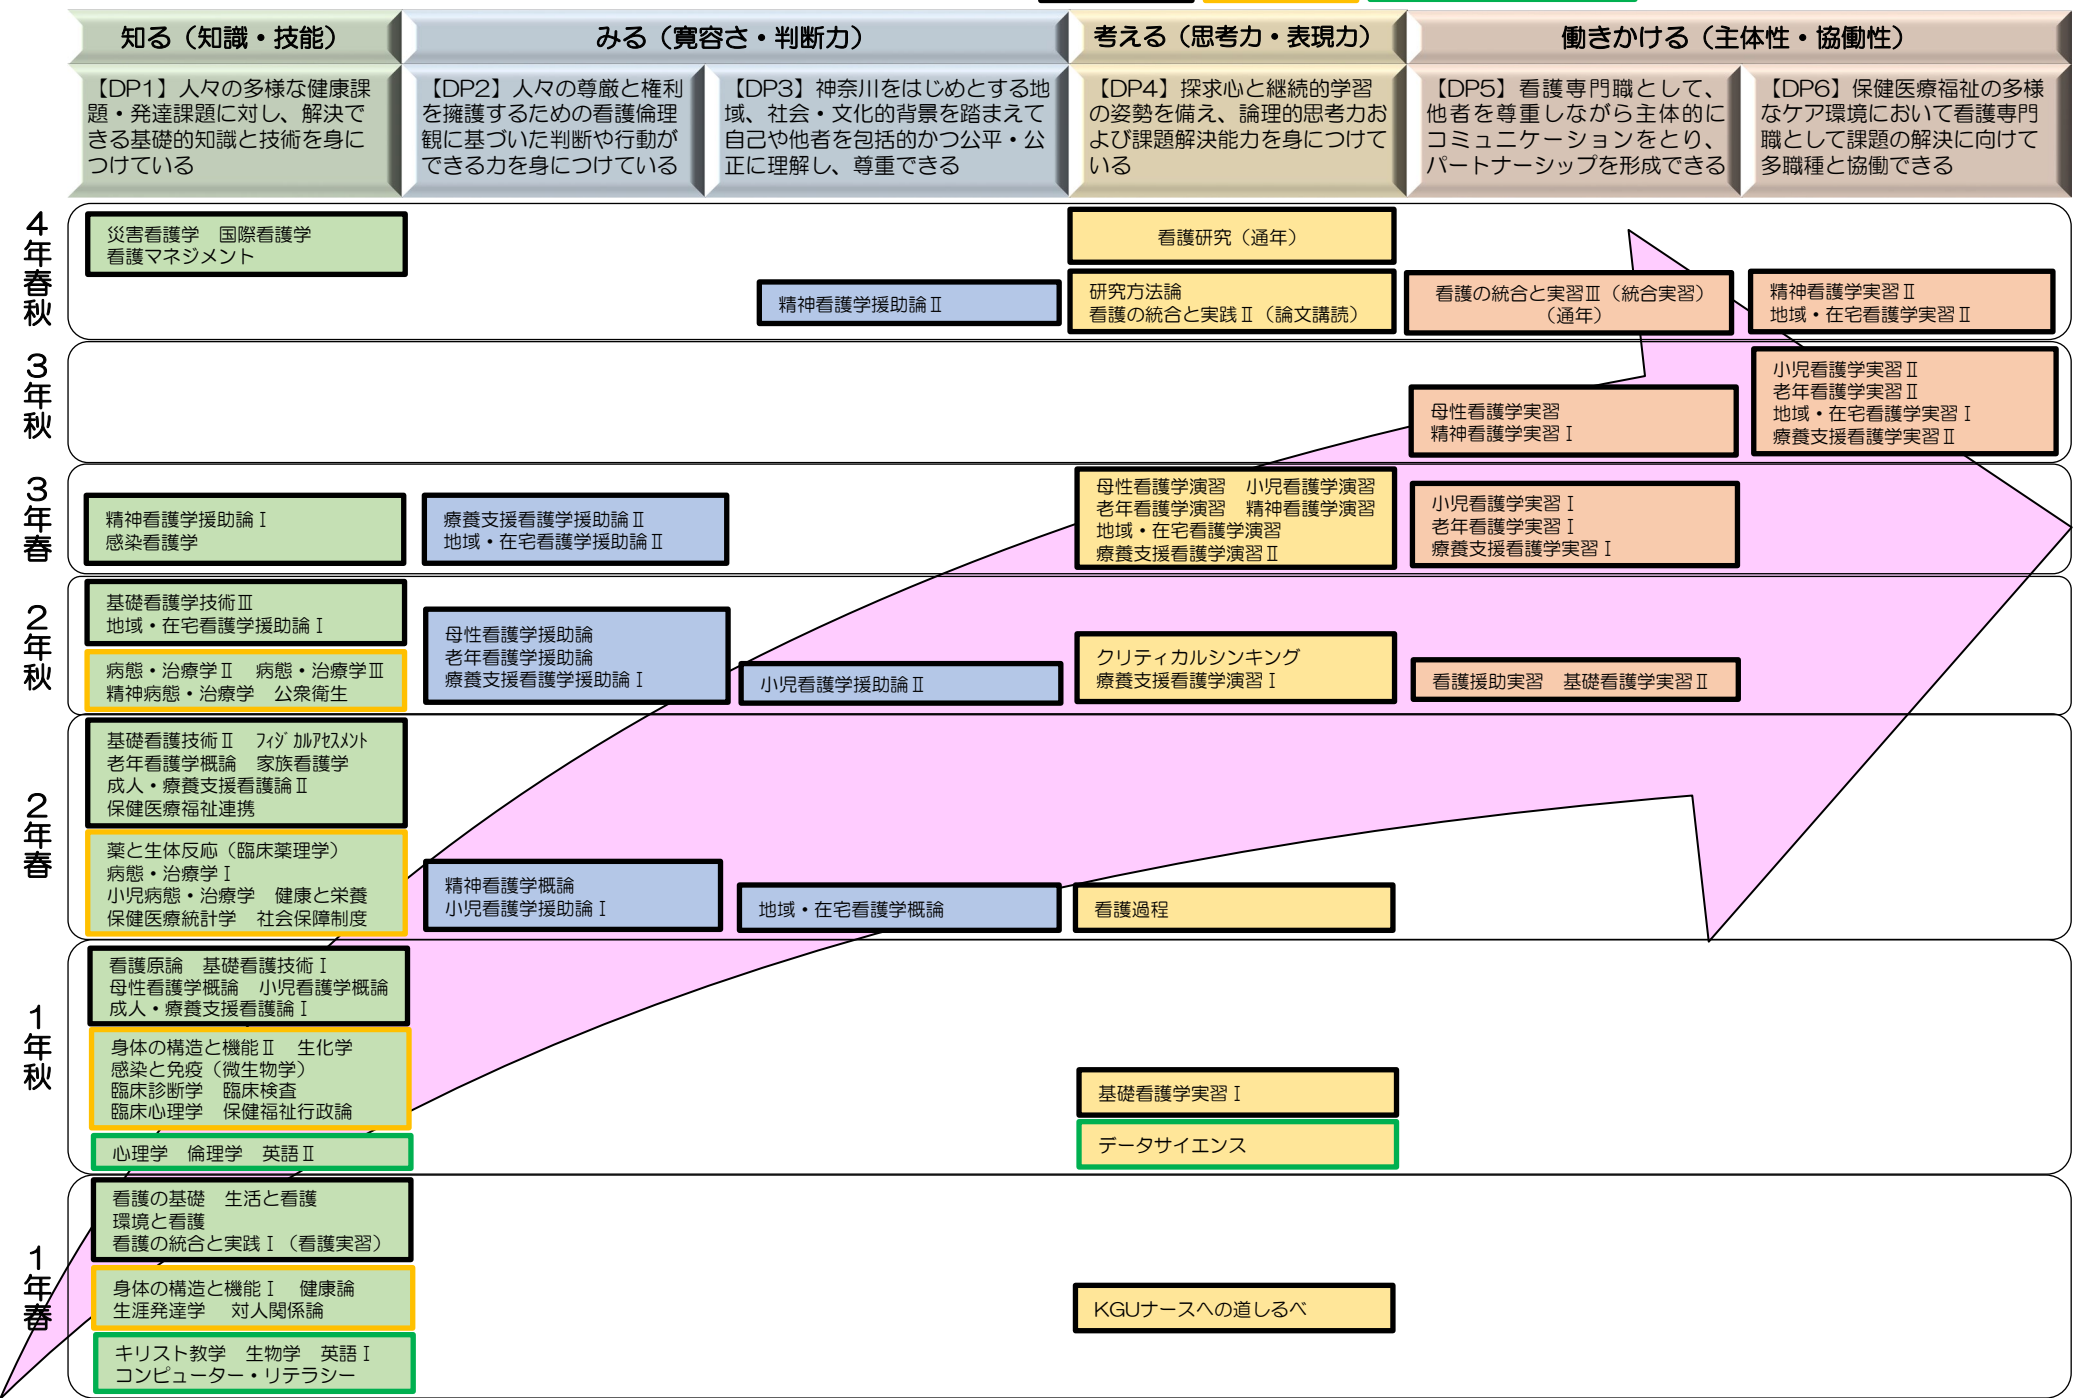 知る（知識・技能）
みる（寛容さ・判断力）
考える（思考力・表現力）
働きかける（主体性・協働性）
【DP1】人々の多様な健康課
題・発達課題に対し、解決で
きる基礎的知識と技術を身に
つけている
【DP2】人々の尊厳と権利
を擁護するための看護倫理
観に基づいた判断や行動が
できる力を身につけている
【DP3】神奈川をはじめとする地
域、社会・文化的背景を踏まえて
自己や他者を包括的かつ公平・公
正に理解し、尊重できる
【DP4】探求心と継続的学習
の姿勢を備え、論理的思考力お
よび課題解決能力を身につけて
いる
【DP5】看護専門職として、
他者を尊重しながら主体的に
コミュニケーションをとり、
パートナーシップを形成できる
【DP6】保健医療福祉の多様
なケア環境において看護専門
職として課題の解決に向けて
多職種と協働できる
4年春秋
災害看護学　国際看護学
看護マネジメント
精神看護学援助論Ⅱ
看護研究（通年）
研究方法論
看護の統合と実践Ⅱ（論文講読）
看護の統合と実習Ⅲ（統合実習）
（通年）
精神看護学実習Ⅱ
地域・在宅看護学実習Ⅱ
3年秋
母性看護学実習
精神看護学実習Ⅰ
小児看護学実習Ⅱ
老年看護学実習Ⅱ
地域・在宅看護学実習Ⅰ
療養支援看護学実習Ⅱ
3年春
精神看護学援助論Ⅰ
感染看護学
療養支援看護学援助論Ⅱ
地域・在宅看護学援助論Ⅱ
母性看護学演習　小児看護学演習
老年看護学演習　精神看護学演習
地域・在宅看護学演習
療養支援看護学演習Ⅱ
小児看護学実習Ⅰ
老年看護学実習Ⅰ
療養支援看護学実習Ⅰ
2年秋
基礎看護学技術Ⅲ
地域・在宅看護学援助論Ⅰ
病態・治療学Ⅱ　病態・治療学Ⅲ
精神病態・治療学　公衆衛生
母性看護学援助論
老年看護学援助論
療養支援看護学援助論Ⅰ
小児看護学援助論Ⅱ
クリティカルシンキング
療養支援看護学演習Ⅰ
看護援助実習　基礎看護学実習Ⅱ
2年春
基礎看護技術Ⅱ　ﾌｨｼﾞｶﾙｱｾｽﾒﾝﾄ
老年看護学概論　家族看護学
成人・療養支援看護論Ⅱ
保健医療福祉連携
薬と生体反応（臨床薬理学）
病態・治療学Ⅰ
小児病態・治療学　健康と栄養
保健医療統計学　社会保障制度
精神看護学概論
小児看護学援助論Ⅰ
地域・在宅看護学概論
看護過程
1年秋
看護原論　基礎看護技術Ⅰ
母性看護学概論　小児看護学概論
成人・療養支援看護論Ⅰ
身体の構造と機能Ⅱ　生化学
感染と免疫（微生物学）
臨床診断学　臨床検査
臨床心理学　保健福祉行政論
心理学　倫理学　英語Ⅱ
基礎看護学実習Ⅰ
データサイエンス
1年春
看護の基礎　生活と看護
環境と看護
看護の統合と実践Ⅰ（看護実習）
身体の構造と機能Ⅰ　健康論
生涯発達学　対人関係論
キリスト教学　生物学　英語Ⅰ
コンピューター・リテラシー
KGUナースへの道しるべ